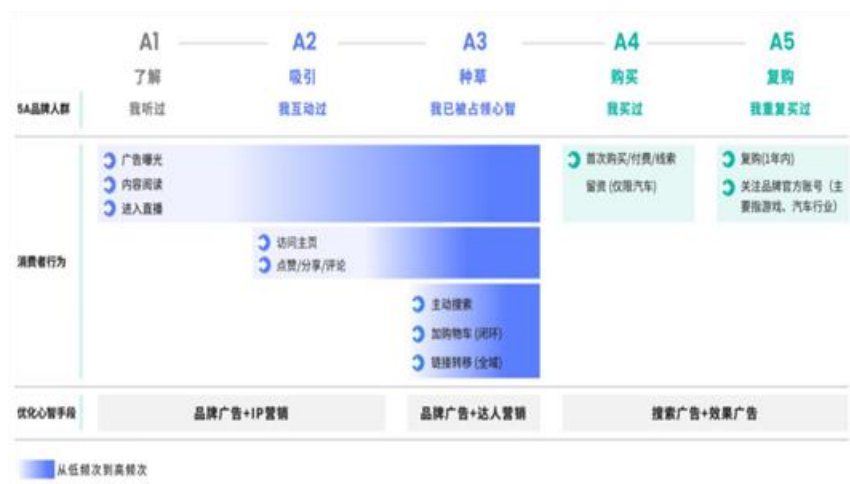 A1 A2 A3 A4 A5
了解 吸引 种草 购买 复购
5A品牌人群 我听过 我互动过 我已被占领心智 我买过 我重复买过
广告曝光
内容阅读
进入直播
首次购买/付费/线索
留资 (仅限汽车)
复购(1年内)
关注品牌官方账号（主
要指游戏、汽车行业）
访问主页
点赞/分享/评论
消费者行为
主动搜索
加购物车 (闭环)
链接转移 (全域)
优化心智手段 品牌广告+IP营销 品牌广告+达人营销 搜索广告+效果广告
从低频次到高频次